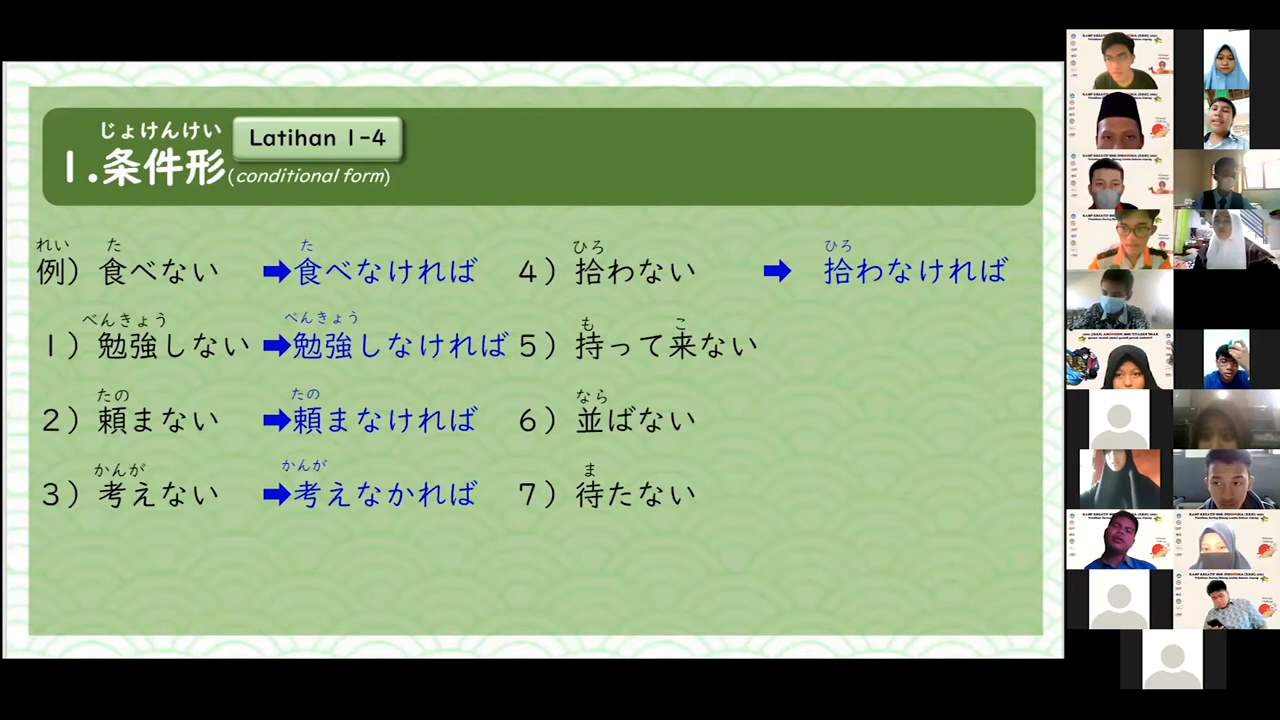 じょけんけい
1.条件形(conditional form)
Latihan 1-4
れい た た
例）食べない ➡食べなければ
べんきょう べんきょう
1）勉強しない ➡勉強しなければ
たの たの
2）頼まない ➡頼まなければ
かんが かんが
3）考えない ➡考えなかれば
ひろ ひろ
4）拾わない ➡ 拾わなければ
も こ
5）持って来ない
なら
6）並ばない
ま
7）待たない